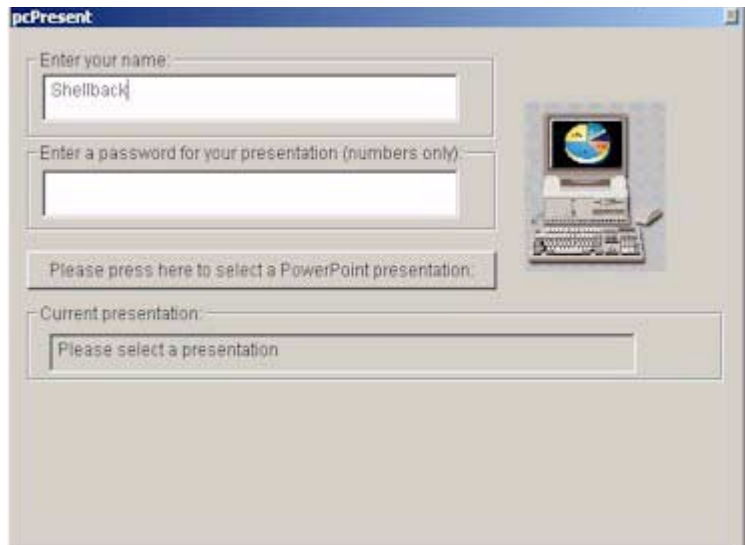 pcPresent
Enter your name:
Shellback
Enter a password for your presentation (numbers only):
Please press here to select a PowerPoint presentation.
Current presentation:
Please select a presentation